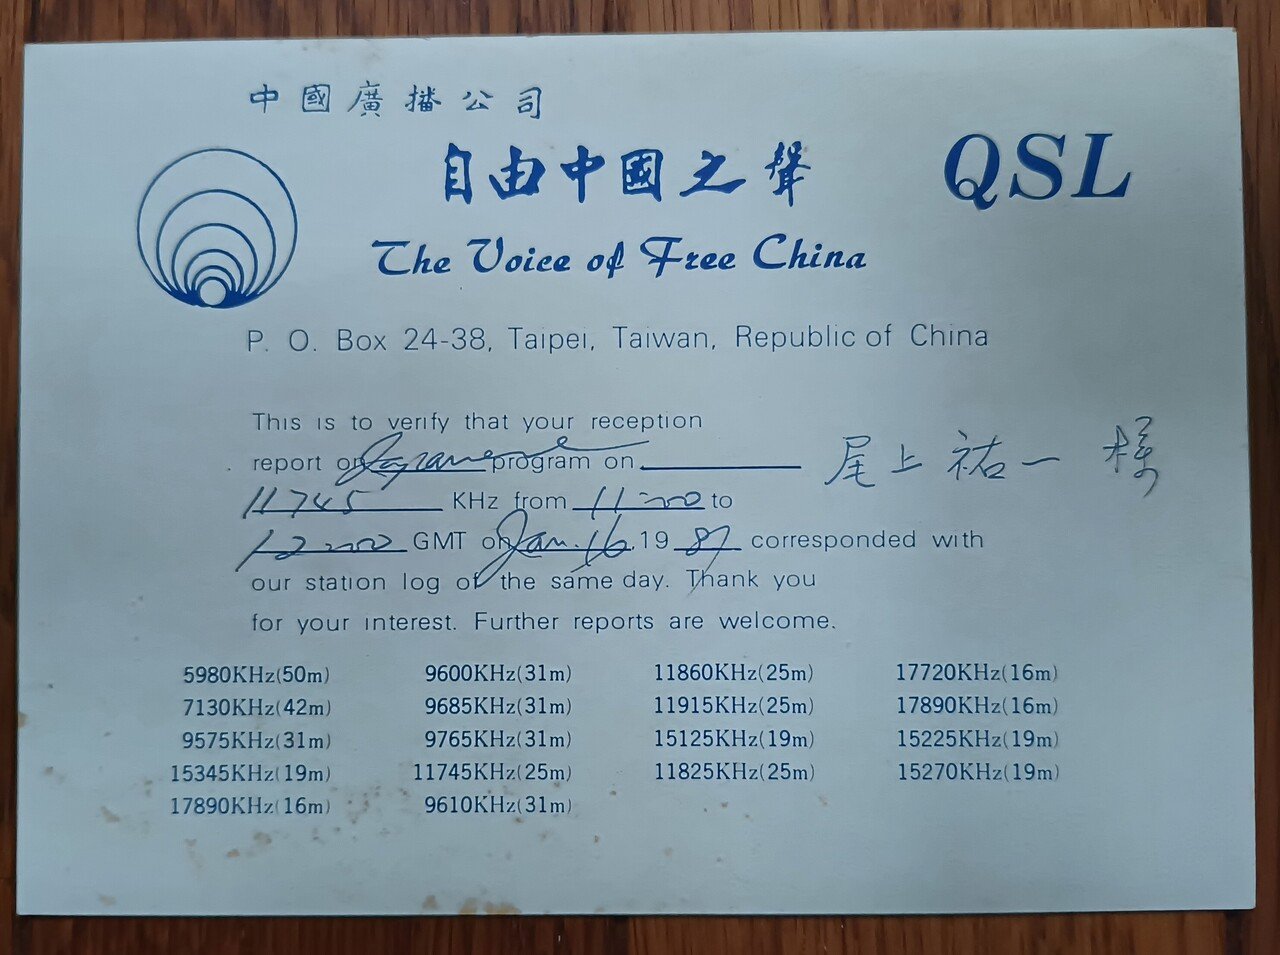 中國廣播公司
自由中國之聲
QSL
The Voice of Free China
P. O. Box 24-38, Taipei, Taiwan, Republic of China
This is to verify that your reception
report on Japanese program on
尾上祐一 様
11745 KHz from 11:00 to
12:00 GMT on Jan. 16, 19 87 corresponded with
our station log of the same day. Thank you
for your interest. Further reports are welcome.
5980KHz(50m) 9600KHz(31m) 11860KHz(25m) 17720KHz(16m)
7130KHz(42m) 9685KHz(31m) 11915KHz(25m) 17890KHz(16m)
9575KHz(31m) 9765KHz(31m) 15125KHz(19m) 15225KHz(19m)
15345KHz(19m) 11745KHz(25m) 11825KHz(25m) 15270KHz(19m)
17890KHz(16m) 9610KHz(31m)